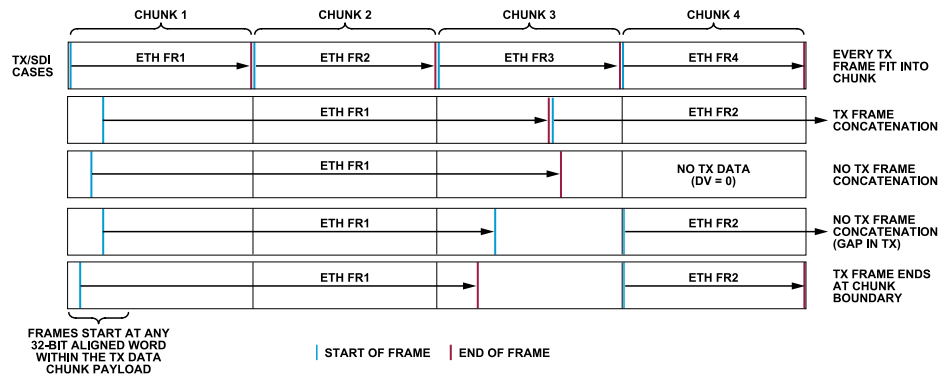 CHUNK 1 CHUNK 2 CHUNK 3 CHUNK 4
TX/SDI
CASES
ETH FR1 ETH FR2 ETH FR3 ETH FR4
EVERY TX
FRAME FIT INTO
CHUNK
ETH FR1 ETH FR2
TX FRAME
CONCATENATION
ETH FR1
NO TX DATA
(DV = 0)
NO TX FRAME
CONCATENATION
ETH FR1 ETH FR2
NO TX FRAME
CONCATENATION
(GAP IN TX)
ETH FR1 ETH FR2
TX FRAME ENDS
AT CHUNK
BOUNDARY
FRAMES START AT ANY
32-BIT ALIGNED WORD
WITHIN THE TX DATA
CHUNK PAYLOAD
START OF FRAME END OF FRAME